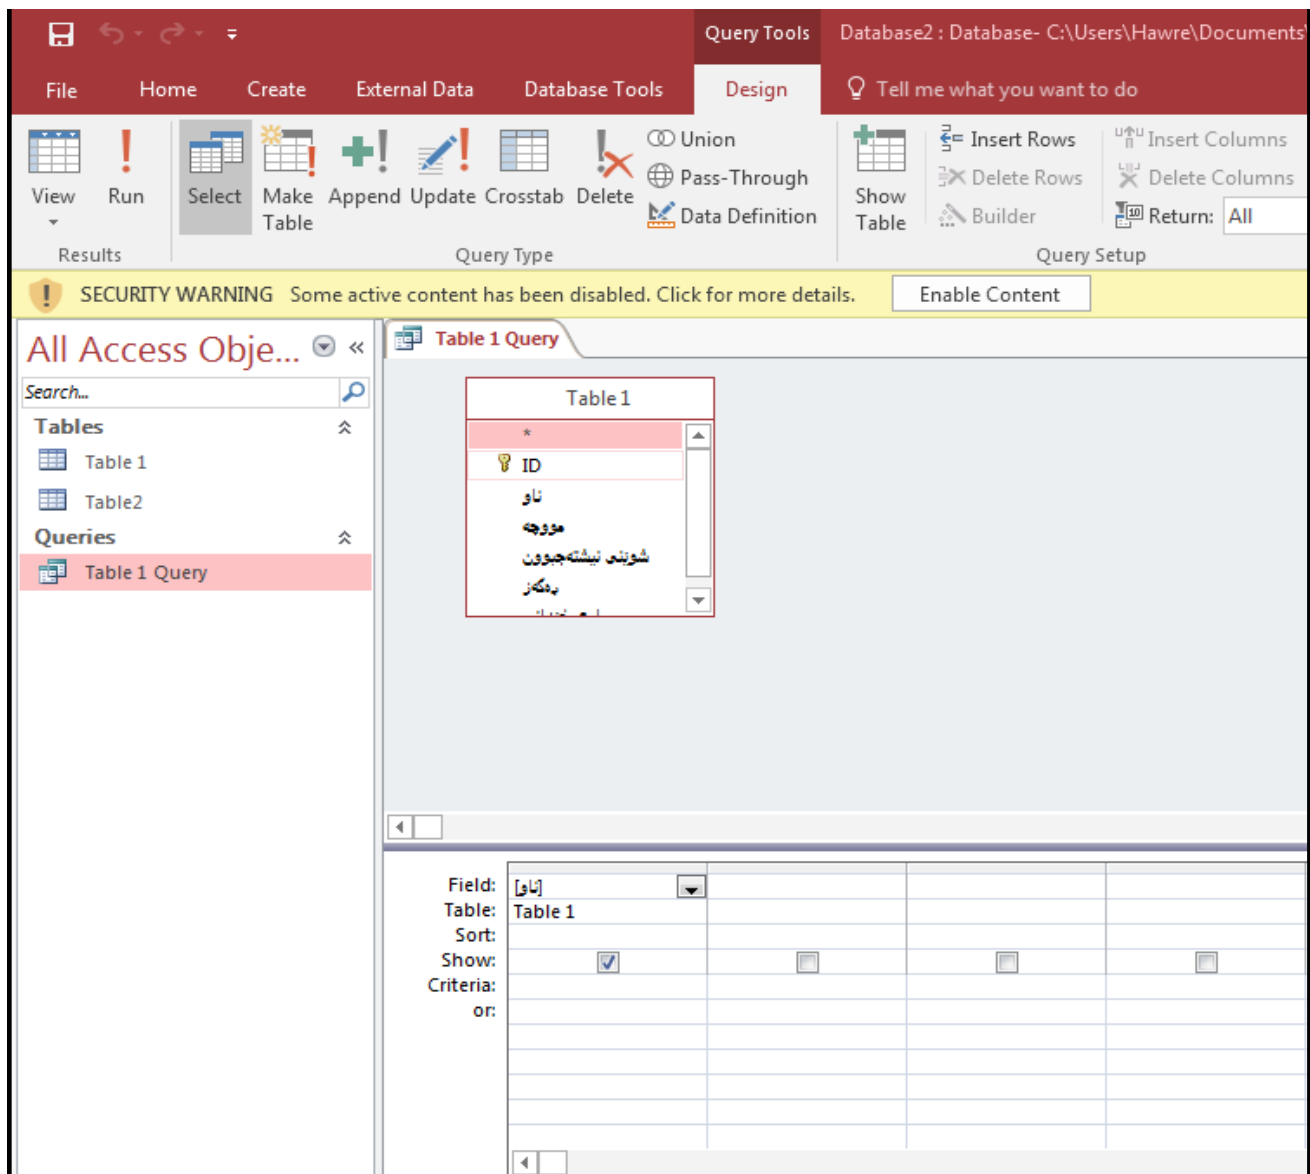 Query Tools Database2 : Database- C:\Users\Hawre\Documents\
File Home Create External Data Database Tools Design Tell me what you want to do
View Run Select Make Table Append Update Crosstab Delete Union Pass-Through Data Definition Show Table Insert Rows Delete Rows Builder Insert Columns Delete Columns Return: All
Results Query Type Query Setup
! SECURITY WARNING Some active content has been disabled. Click for more details. Enable Content
All Access Obje... «
Search...
Tables
Table 1
Table2
Queries
Table 1 Query
Table 1 Query
Table 1
*
ID
ناو
مووچە
شوێنی نیشتەجبوون
ڕەگەز
Field: [ناو]
Table: Table 1
Sort:
Show:
Criteria:
or: